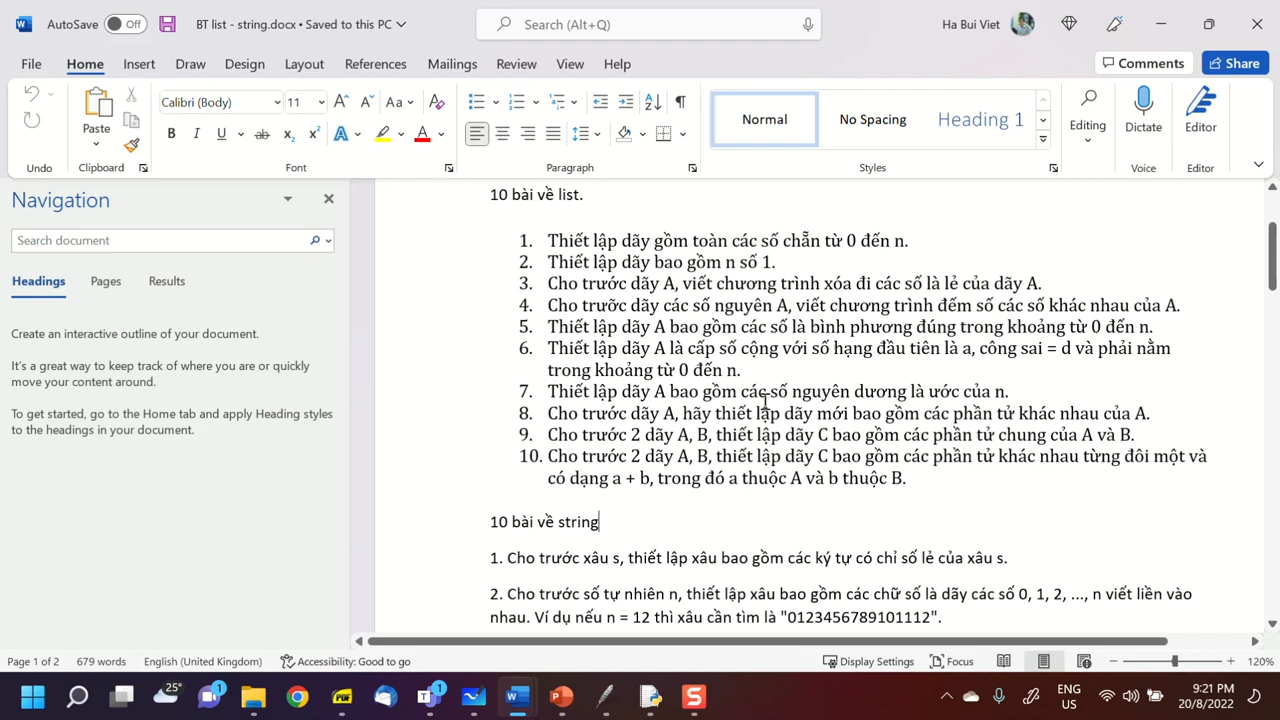 AutoSave Off BT list - string.docx • Saved to this PC Search (Alt+Q) Ha Bui Viet
File Home Insert Draw Design Layout References Mailings Review View Help Comments Share
Calibri (Body) 11 A A Aa A
Paste B I U ab x2 x2 A A Normal No Spacing Heading 1 Editing Dictate Editor
Undo Clipboard Font Paragraph Styles Voice Editor
Navigation
Search document
Headings Pages Results
Create an interactive outline of your document.
It's a great way to keep track of where you are or quickly
move your content around.
To get started, go to the Home tab and apply Heading styles
to the headings in your document.
10 bài về list.
1. Thiết lập dãy gồm toàn các số chẵn từ 0 đến n.
2. Thiết lập dãy bao gồm n số 1.
3. Cho trước dãy A, viết chương trình xóa đi các số là lẻ của dãy A.
4. Cho trưỡc dãy các số nguyên A, viết chương trình đếm số các số khác nhau của A.
5. Thiết lập dãy A bao gồm các số là bình phương đúng trong khoảng từ 0 đến n.
6. Thiết lập dãy A là cấp số cộng với số hạng đầu tiên là a, công sai = d và phải nằm
trong khoảng từ 0 đến n.
7. Thiết lập dãy A bao gồm các số nguyên dương là ước của n.
8. Cho trước dãy A, hãy thiết lập dãy mới bao gồm các phần tử khác nhau của A.
9. Cho trước 2 dãy A, B, thiết lập dãy C bao gồm các phần tử chung của A và B.
10. Cho trước 2 dãy A, B, thiết lập dãy C bao gồm các phần tử khác nhau từng đôi một và
có dạng a + b, trong đó a thuộc A và b thuộc B.
10 bài về string
1. Cho trước xâu s, thiết lập xâu bao gồm các ký tự có chỉ số lẻ của xâu s.
2. Cho trước số tự nhiên n, thiết lập xâu bao gồm các chữ số là dãy các số 0, 1, 2, ..., n viết liền vào
nhau. Ví dụ nếu n = 12 thì xâu cần tìm là "0123456789101112".
Page 1 of 2 679 words English (United Kingdom) Accessibility: Good to go Display Settings Focus 120%
25° 1 PDF 1 ENG US 9:21 PM 20/8/2022